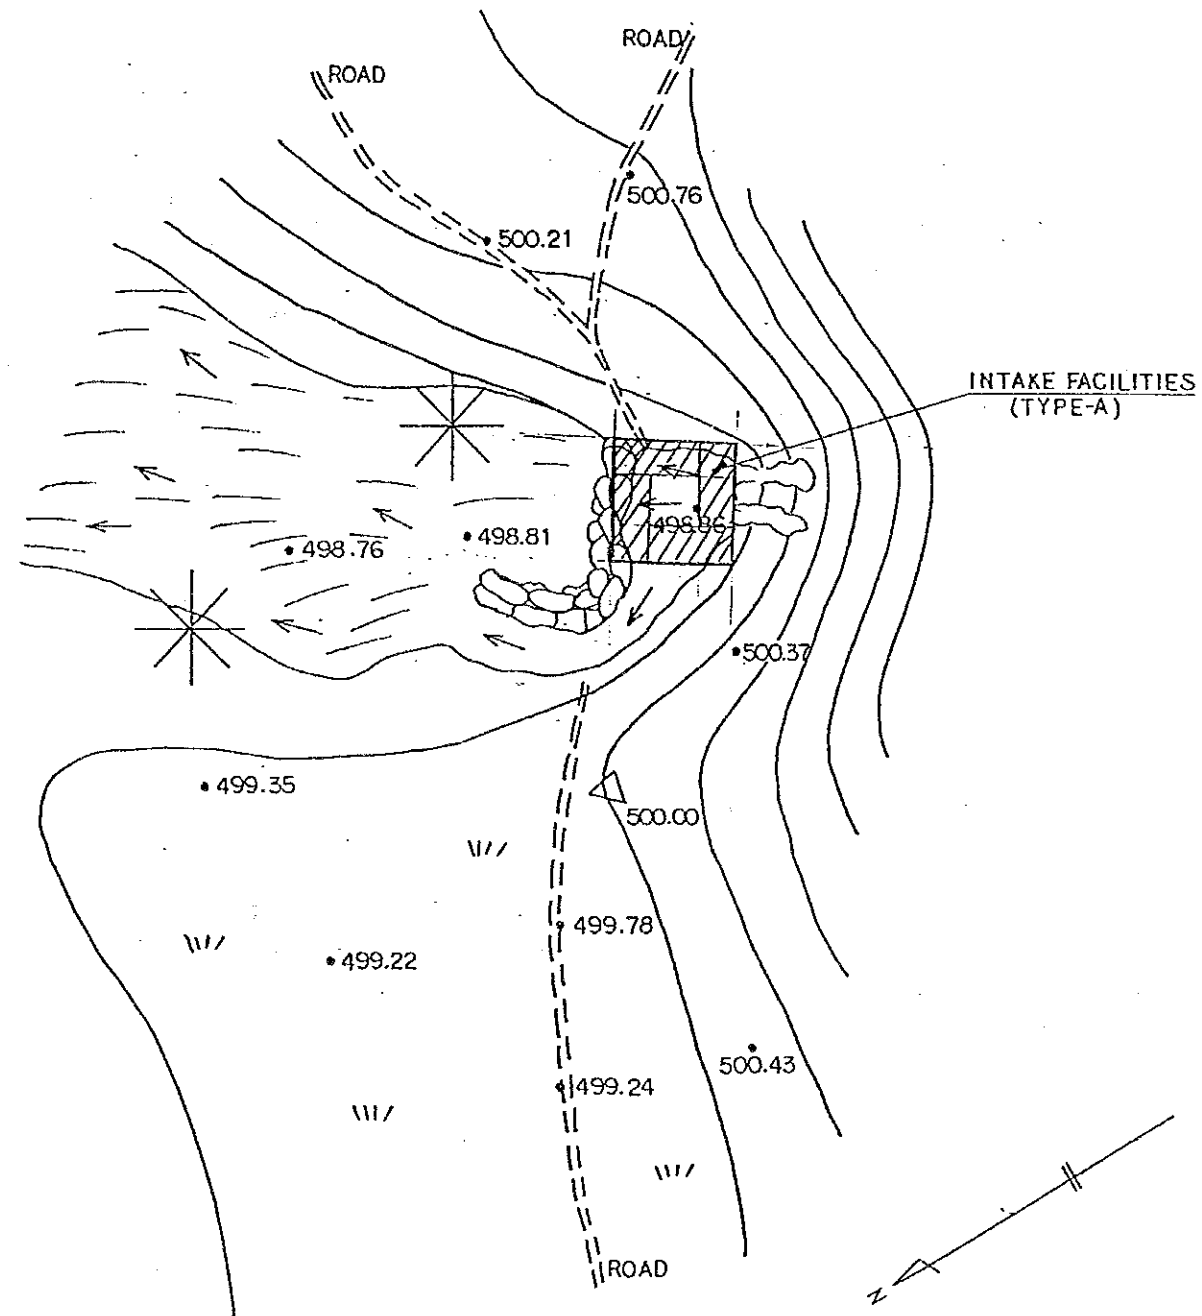 ROAD
ROAD
500.76
500.21
INTAKE FACILITIES
(TYPE-A)
498.86
498.81
498.76
500.37
499.35
500.00
499.78
499.22
500.43
499.24
ROAD
N